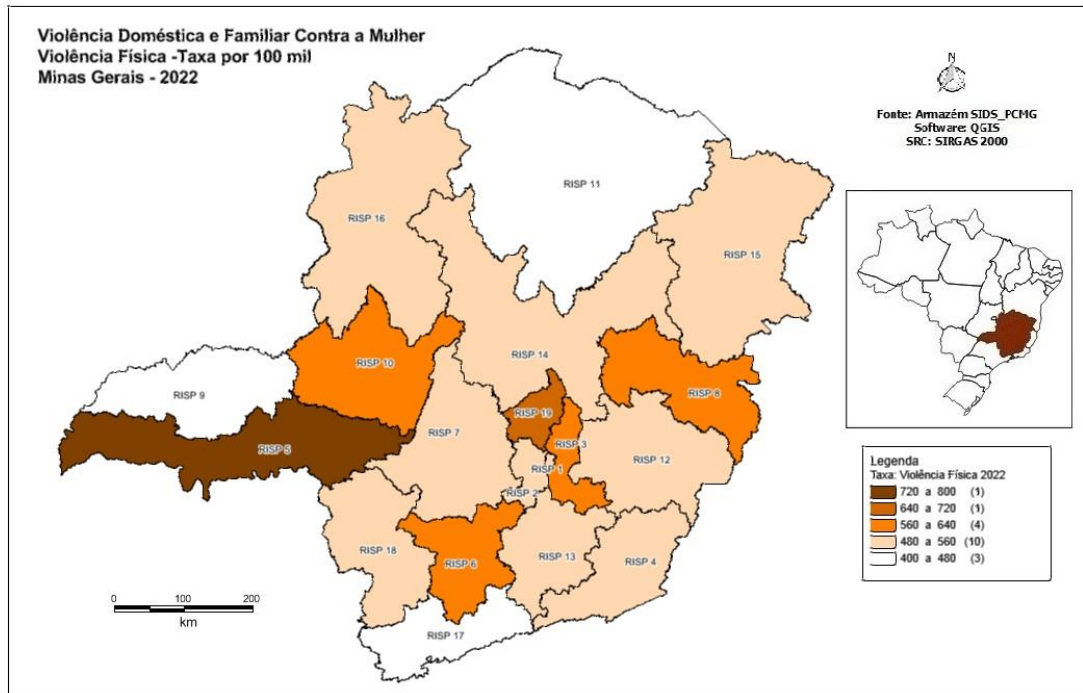 Violência Doméstica e Familiar Contra a Mulher
Violência Física -Taxa por 100 mil
Minas Gerais - 2022
N
Fonte: Armazém SIDS_PCMG
Software: QGIS
SRC: SIRGAS 2000
RISP 11
RISP 16
RISP 15
RISP 14
RISP 10
RISP 9
RISP 8
RISP 19
RISP 7
RISP 3
RISP 5
RISP 12
RISP 1
RISP 2
RISP 18
RISP 6
RISP 13
RISP 4
RISP 17
0 100 200
km
Legenda
Taxa: Violência Física 2022
720 a 800 (1)
640 a 720 (1)
560 a 640 (4)
480 a 560 (10)
400 a 480 (3)